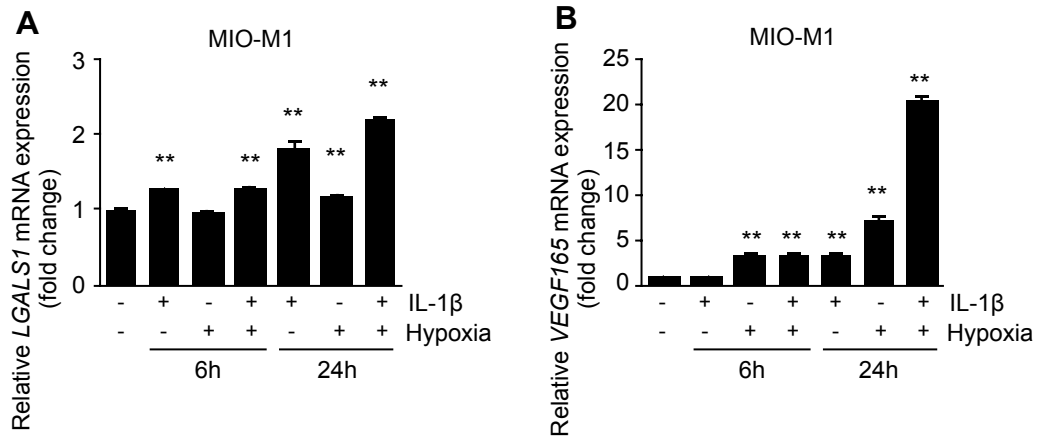 A
MIO-M1
Relative LGALS1 mRNA expression
(fold change)
3
2
1
0
** ** ** ** **
- + - + + - + IL-1β
- - + + - + + Hypoxia
6h 24h
B
MIO-M1
Relative VEGF165 mRNA expression
(fold change)
25
20
15
10
5
0
** ** ** ** **
- + - + + - + IL-1β
- - + + - + + Hypoxia
6h 24h